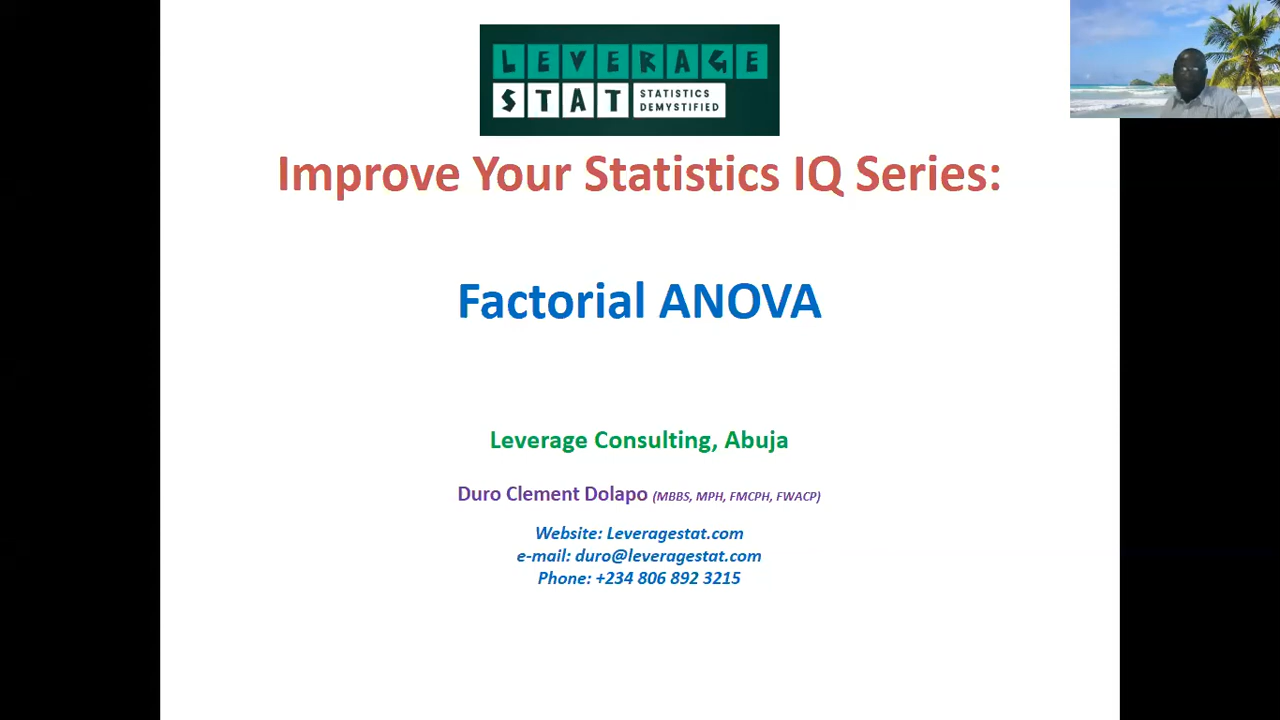 LEVERAGE
STAT STATISTICS DEMYSTIFIED
Improve Your Statistics IQ Series:
Factorial ANOVA
Leverage Consulting, Abuja
Duro Clement Dolapo (MBBS, MPH, FMCPH, FWACP)
Website: Leveragestat.com
e-mail: duro@leveragestat.com
Phone: +234 806 892 3215